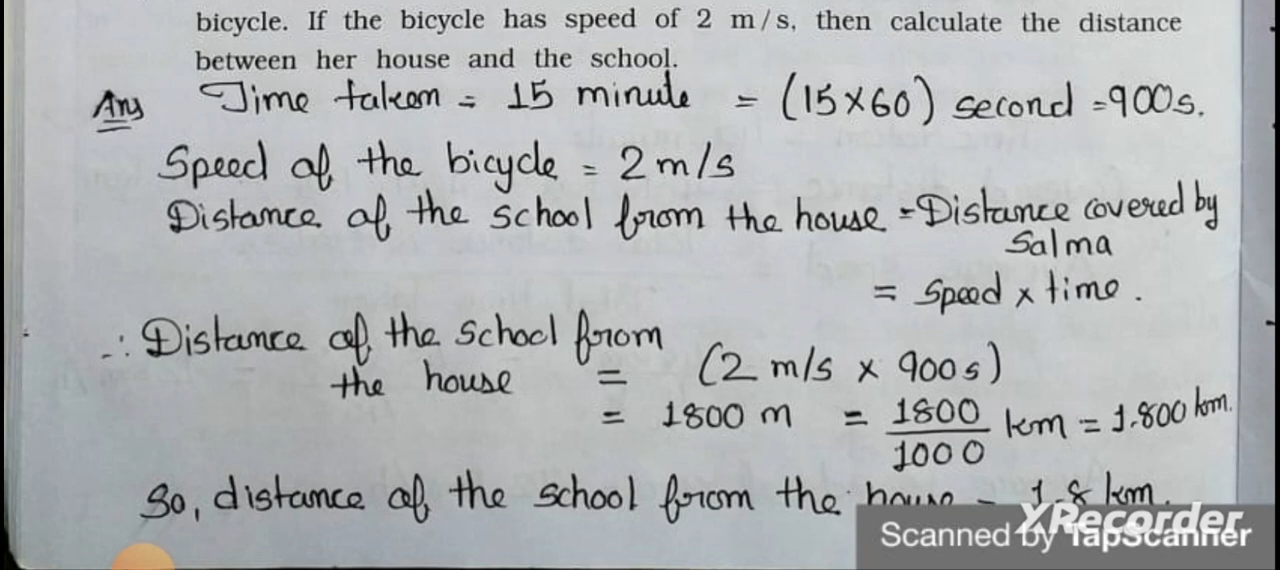 bicycle. If the bicycle has speed of 2 m/s, then calculate the distance
between her house and the school.
Ans Time taken = 15 minute = (15×60) second =900s.
Speed of the bicycle = 2 m/s
Distance of the school from the house = Distance covered by
Salma
= Speed × time.
∴ Distance of the school from
the house = (2 m/s × 900s)
= 1800 m = 1800/1000 km = 1.800 km.
So, distance of the school from the house = 1.8 km.
XRecorder
Scanned by TapScanner